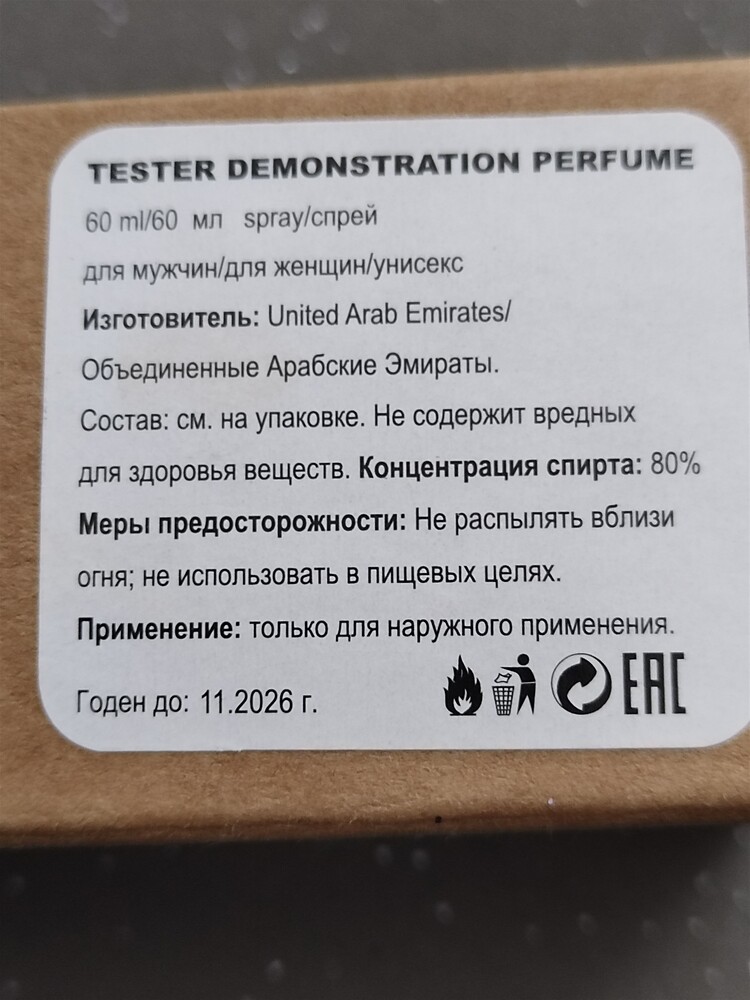 TESTER DEMONSTRATION PERFUME
60 ml/60 мл spray/спрей
для мужчин/для женщин/унисекс
Изготовитель: United Arab Emirates/
Объединенные Арабские Эмираты.
Состав: см. на упаковке. Не содержит вредных
для здоровья веществ. Концентрация спирта: 80%
Меры предосторожности: Не распылять вблизи
огня; не использовать в пищевых целях.
Применение: только для наружного применения.
Годен до: 11.2026 г. EAC